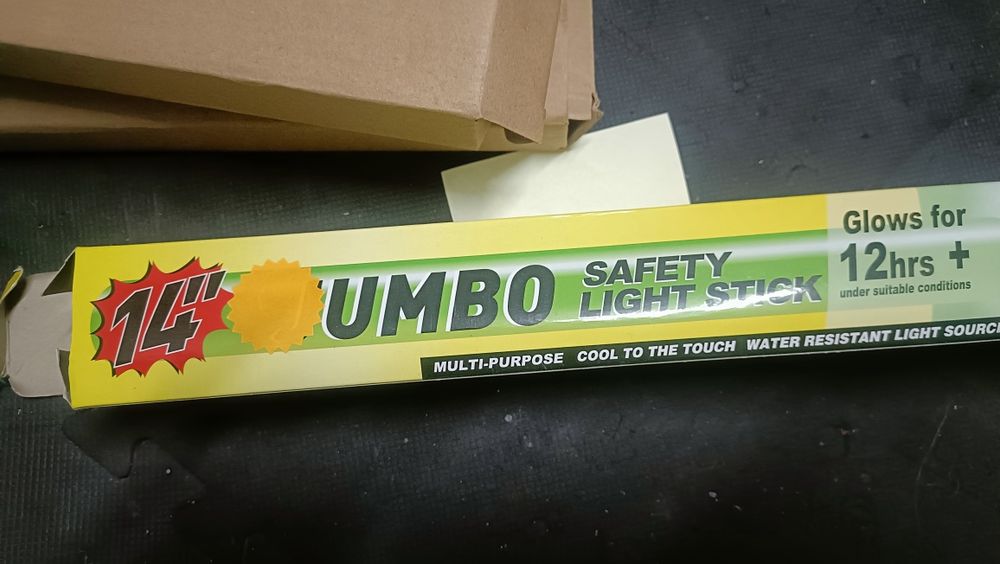 14"
UMBO
SAFETY
LIGHT STICK
Glows for
12hrs +
under suitable conditions
MULTI-PURPOSE COOL TO THE TOUCH WATER RESISTANT LIGHT